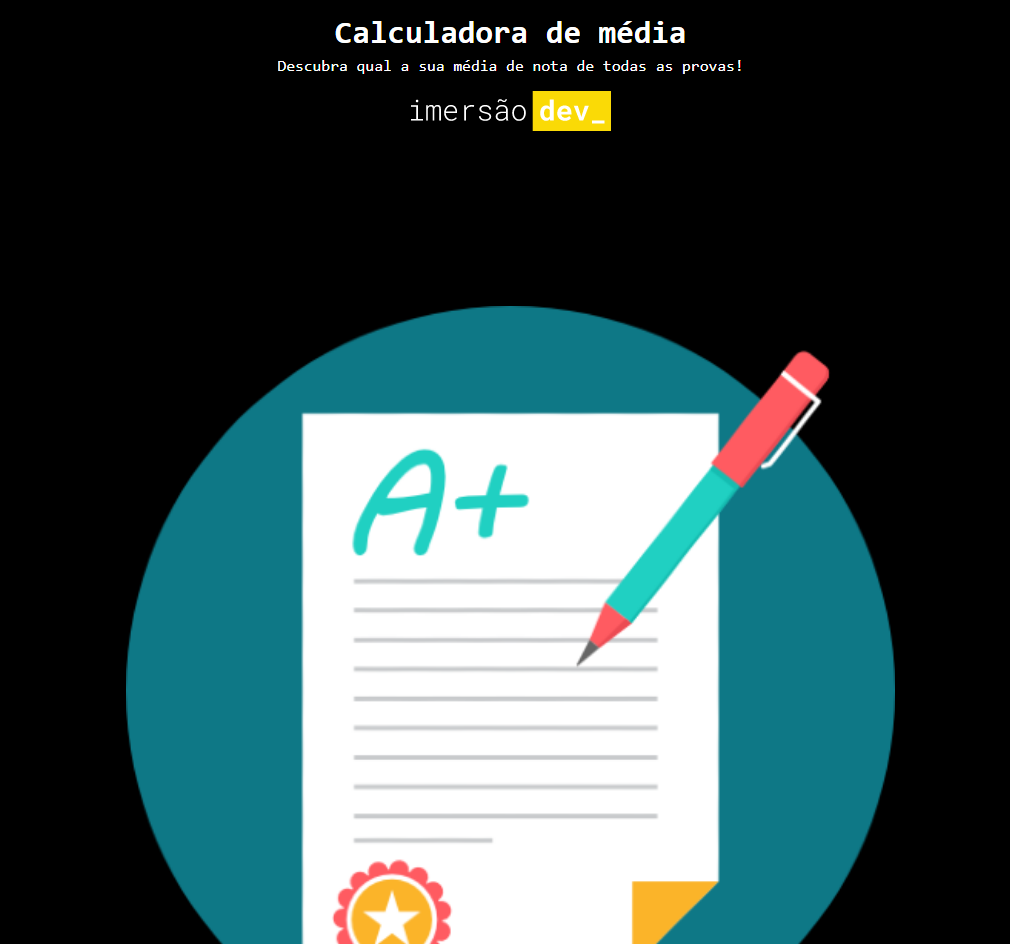 Calculadora de média
Descubra qual a sua média de nota de todas as provas!
imersão dev_
A+